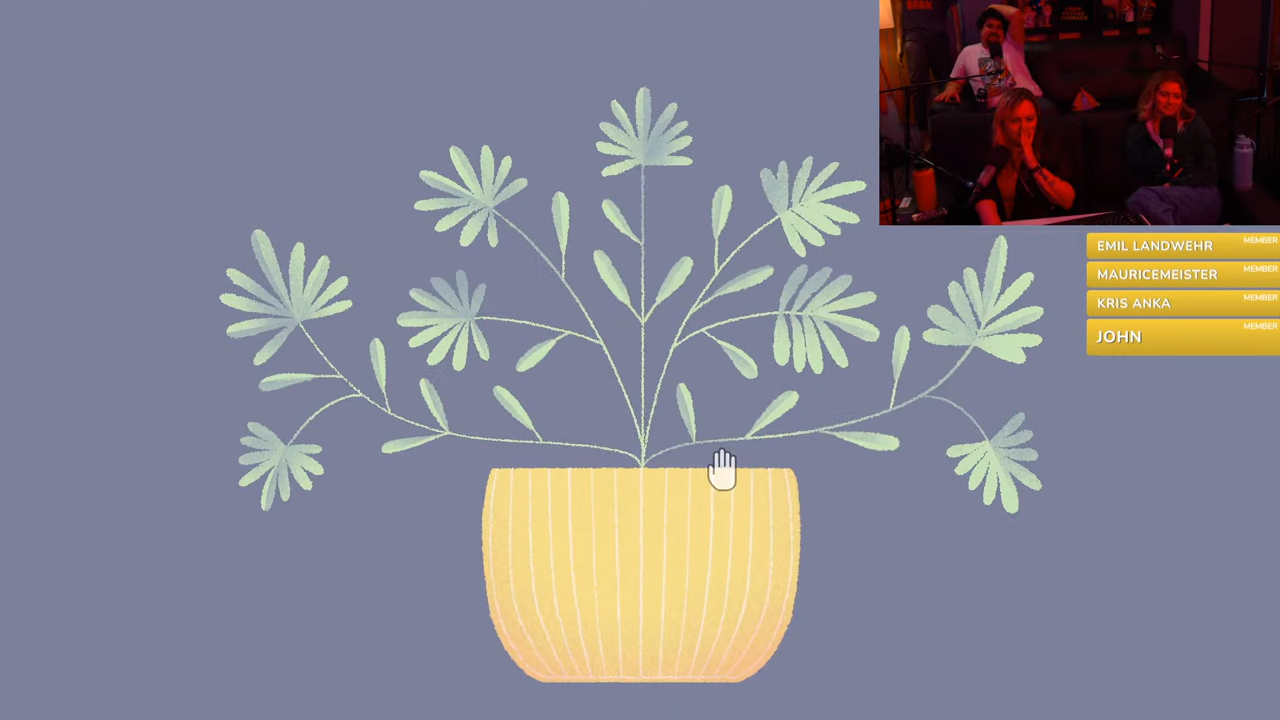 EMIL LANDWEHR
MEMBER
MAURICEMEISTER
MEMBER
KRIS ANKA
MEMBER
JOHN
MEMBER